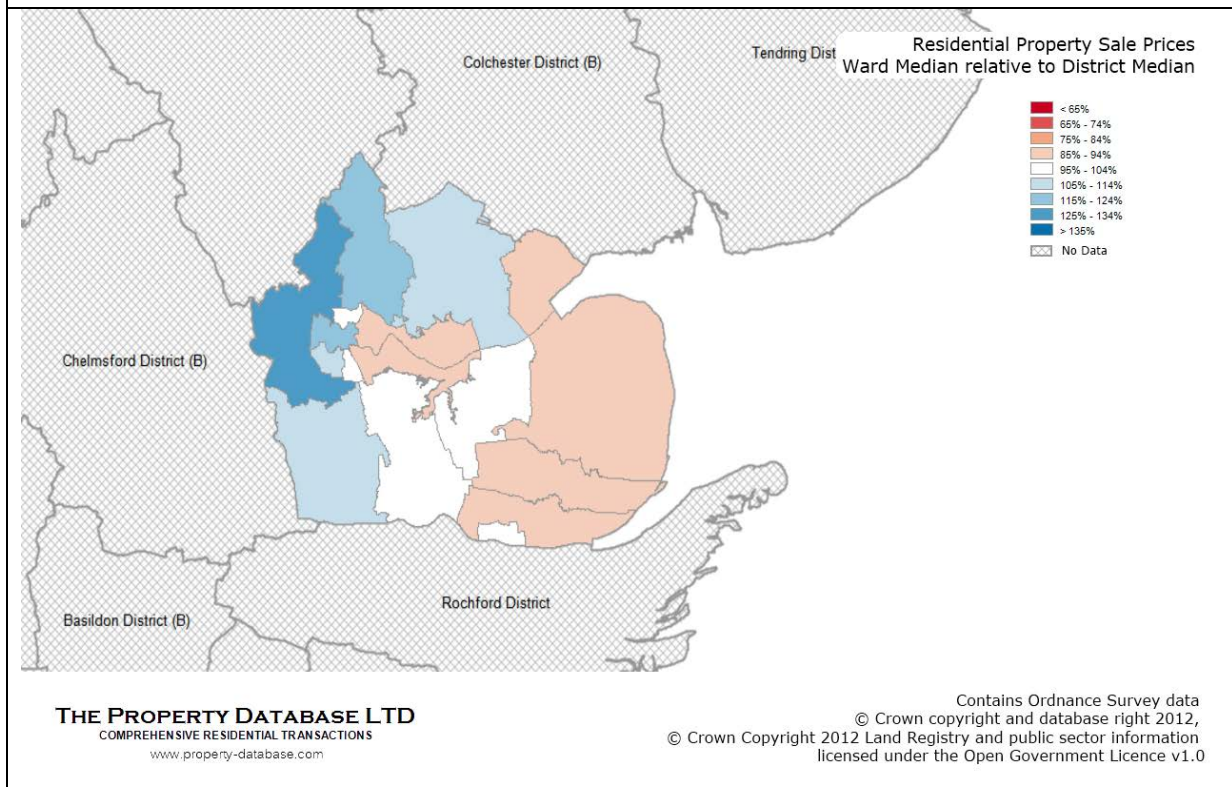 Residential Property Sale Prices
Ward Median relative to District Median
Colchester District (B)
Tendring Dist
< 65%
65% - 74%
75% - 84%
85% - 94%
95% - 104%
105% - 114%
115% - 124%
125% - 134%
> 135%
No Data
Chelmsford District (B)
Rochford District
Basildon District (B)
THE PROPERTY DATABASE LTD
COMPREHENSIVE RESIDENTIAL TRANSACTIONS
www.property-database.com
Contains Ordnance Survey data
© Crown copyright and database right 2012,
© Crown Copyright 2012 Land Registry and public sector information
licensed under the Open Government Licence v1.0